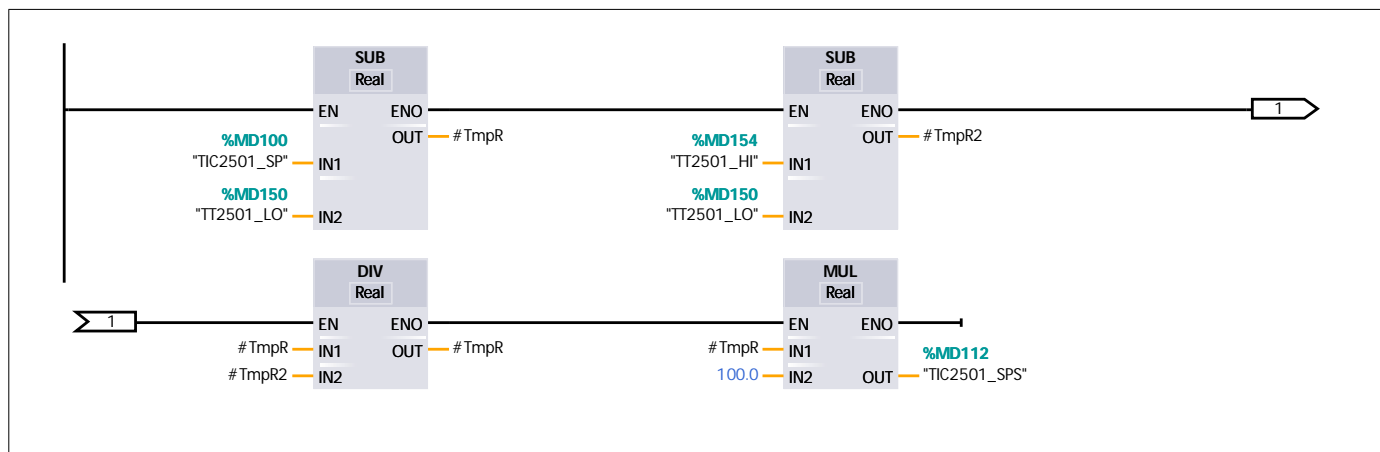 SUB
Real
EN ENO
OUT #TmpR
%MD100
"TIC2501_SP" IN1
%MD150
"TT2501_LO" IN2
SUB
Real
EN ENO
OUT #TmpR2
%MD154
"TT2501_HI" IN1
%MD150
"TT2501_LO" IN2
1
1
DIV
Real
EN ENO
#TmpR IN1 OUT #TmpR
#TmpR2 IN2
MUL
Real
EN ENO
#TmpR IN1
%MD112
100.0 IN2 OUT "TIC2501_SPS"